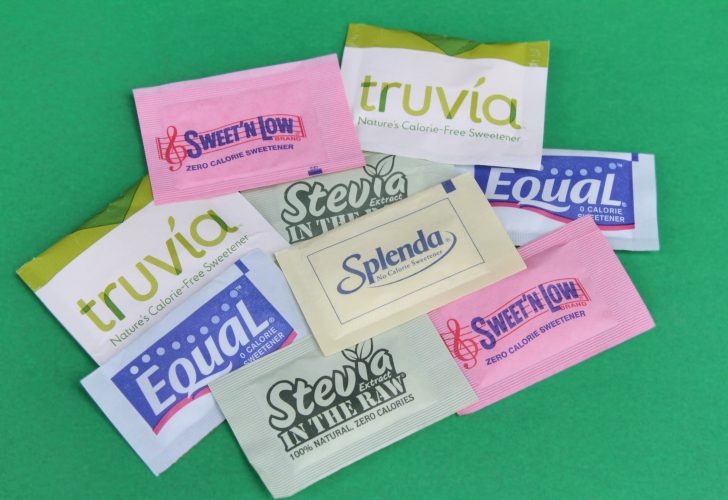 truvía
Nature's Calorie-Free Sweetener
SWEET'N LOW
BRAND
ZERO CALORIE SWEETENER
Stevia
Extract
IN THE RAW
EQUAL
0 CALORIE
SWEETENER
truvía
Nature's Calorie-Free Sweetener
Splenda
No Calorie Sweetener
SWEET'N LOW
BRAND
ZERO CALORIE SWEETENER
EQUAL
0 CALORIE
SWEETENER
Stevia
Extract
IN THE RAW
100% NATURAL, ZERO CALORIES